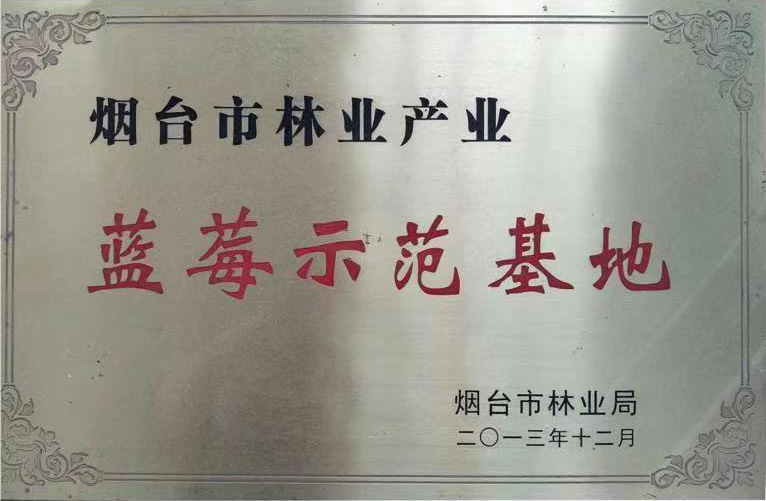 烟台市林业产业
蓝莓示范基地
烟台市林业局
二〇一三年十二月